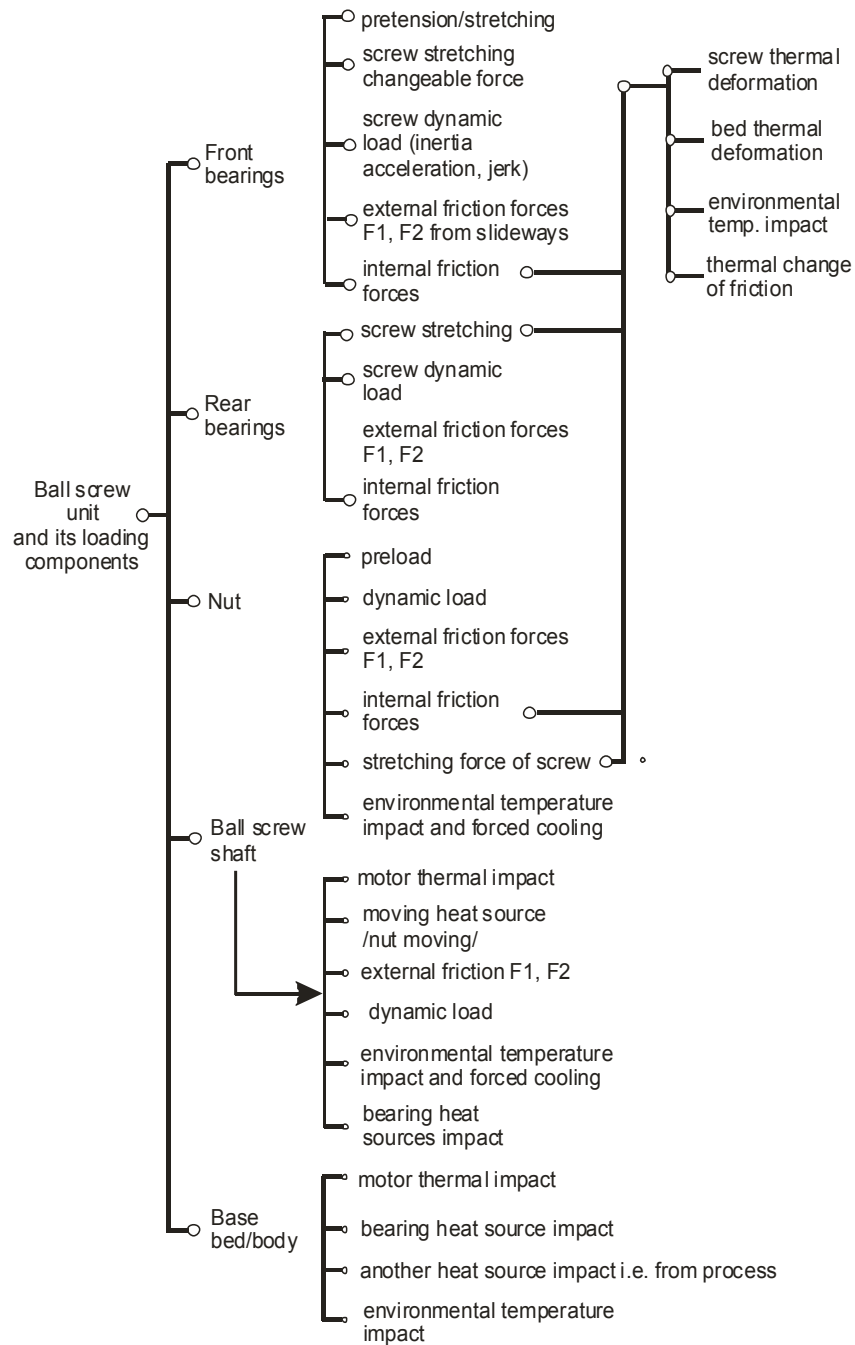 Ball screw
unit
and its loading
components
Front
bearings
pretension/stretching
screw stretching
changeable force
screw dynamic
load (inertia
acceleration, jerk)
external friction forces
F1, F2 from slideways
internal friction
forces
screw thermal
deformation
bed thermal
deformation
environmental
temp. impact
thermal change
of friction
Rear
bearings
screw stretching
screw dynamic
load
external friction forces
F1, F2
internal friction
forces
Nut
preload
dynamic load
external friction forces
F1, F2
internal friction
forces
stretching force of screw
environmental temperature
impact and forced cooling
Ball screw
shaft
motor thermal impact
moving heat source
/nut moving/
external friction F1, F2
dynamic load
environmental temperature
impact and forced cooling
bearing heat
sources impact
Base
bed/body
motor thermal impact
bearing heat source impact
another heat source impact i.e. from process
environmental temperature
impact